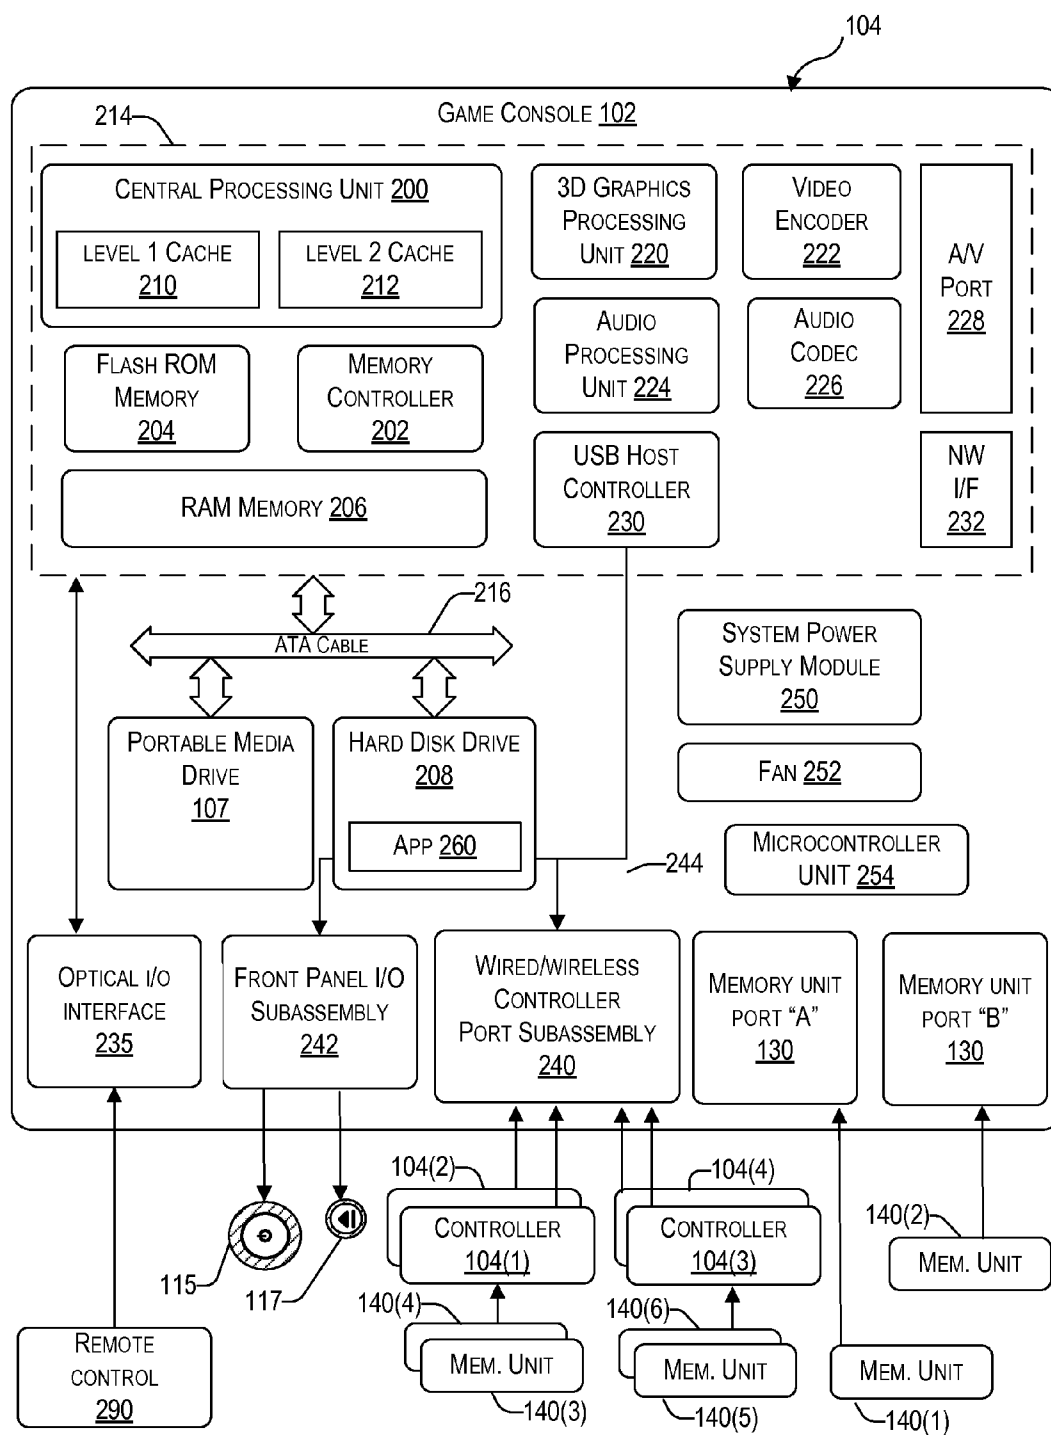 104
GAME CONSOLE 102
214
CENTRAL PROCESSING UNIT 200
LEVEL 1 CACHE
210
LEVEL 2 CACHE
212
3D GRAPHICS
PROCESSING
UNIT 220
VIDEO
ENCODER
222
A/V
PORT
228
FLASH ROM
MEMORY
204
MEMORY
CONTROLLER
202
AUDIO
PROCESSING
UNIT 224
AUDIO
CODEC
226
RAM MEMORY 206
USB HOST
CONTROLLER
230
NW
I/F
232
216
ATA CABLE
SYSTEM POWER
SUPPLY MODULE
250
PORTABLE MEDIA
DRIVE
107
HARD DISK DRIVE
208
APP 260
FAN 252
MICROCONTROLLER
UNIT 254
244
OPTICAL I/O
INTERFACE
235
FRONT PANEL I/O
SUBASSEMBLY
242
WIRED/WIRELESS
CONTROLLER
PORT SUBASSEMBLY
240
MEMORY UNIT
PORT “A”
130
MEMORY UNIT
PORT “B”
130
104(2)
104(4)
CONTROLLER
104(1)
CONTROLLER
104(3)
140(2)
MEM. UNIT
115
117
140(4)
140(6)
REMOTE
CONTROL
290
MEM. UNIT
MEM. UNIT
MEM. UNIT
140(3)
140(5)
140(1)